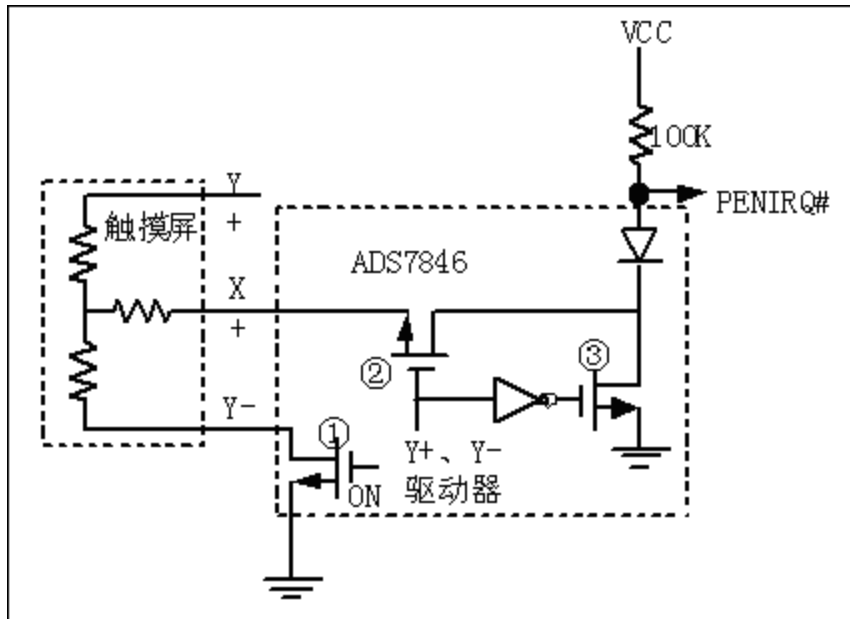 VCC
100K
PENIRQ#
Y
+
触摸屏
ADS7846
X
+
②
③
Y-
①
ON
Y+、Y-
驱动器